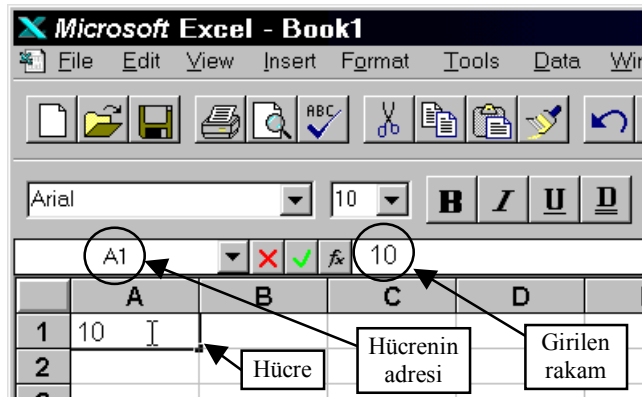 Microsoft Excel - Book1
File Edit View Insert Format Tools Data
ABC
Arial 10 B I U D
A1 fx 10
A B C D
1 10
2
Hücre
Hücrenin
adresi
Girilen
rakam